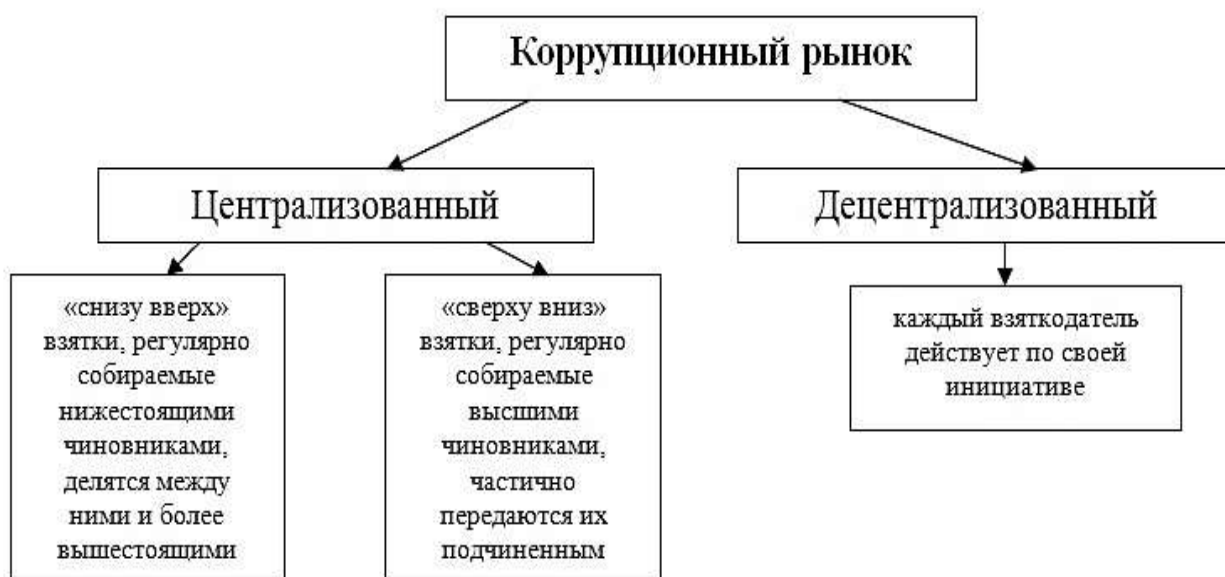 Коррупционный рынок
Централизованный
Децентрализованный
«снизу вверх»
взятки, регулярно
собираемые
нижестоящими
чиновниками,
делятся между
ними и более
вышестоящими
«сверху вниз»
взятки, регулярно
собираемые
высшими
чиновниками,
частично
передаются их
подчиненным
каждый взяткодатель
действует по своей
инициативе